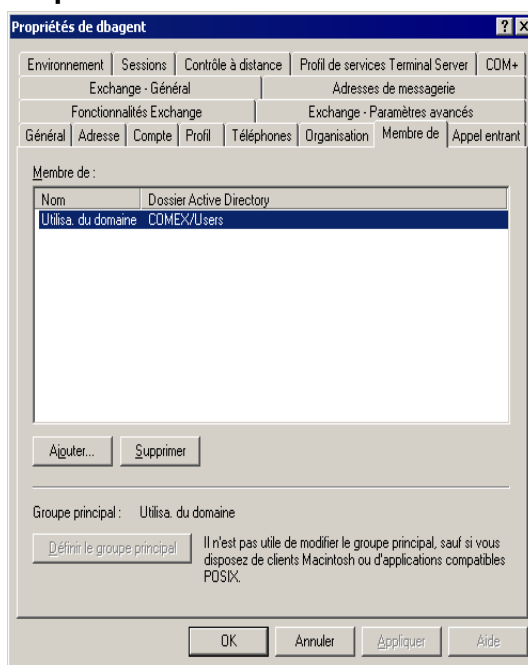 Propriétés de dbagent
Environnement Sessions Contrôle à distance Profil de services Terminal Server COM+
Exchange - Général Adresses de messagerie
Fonctionnalités Exchange Exchange - Paramètres avancés
Général Adresse Compte Profil Téléphones Organisation Membre de Appel entrant
Membre de :
Nom Dossier Active Directory
Utilisa. du domaine COMEX/Users
Ajouter... Supprimer
Groupe principal : Utilisa. du domaine
Définir le groupe principal
Il n'est pas utile de modifier le groupe principal, sauf si vous
disposez de clients Macintosh ou d'applications compatibles
POSIX.
OK Annuler Appliquer Aide